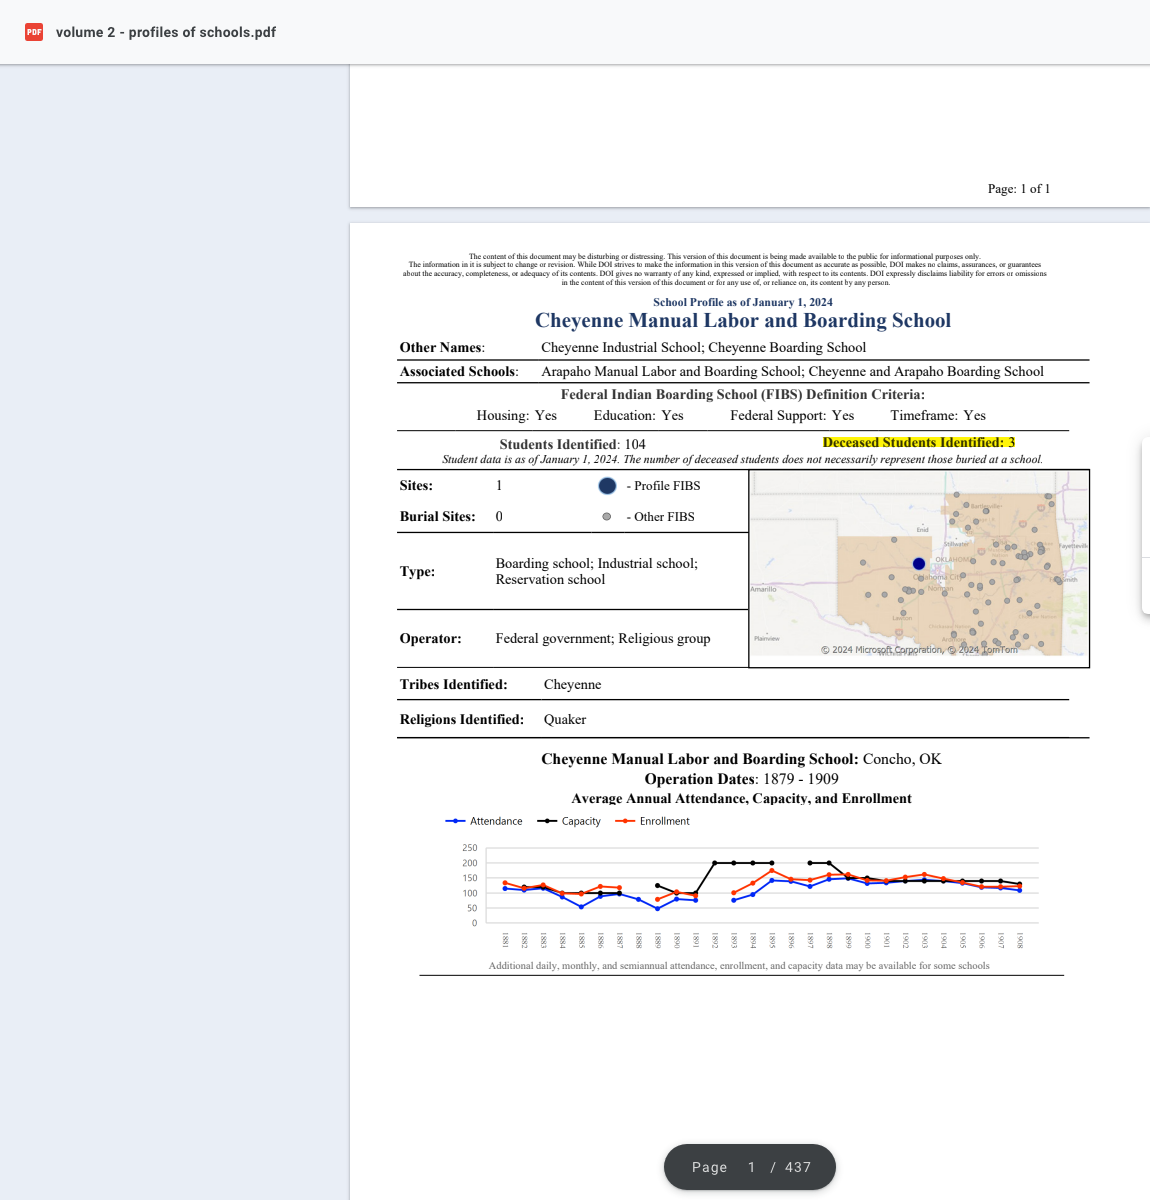 PDF volume 2 - profiles of schools.pdf
Page: 1 of 1
The content of this document may be disturbing or distressing. This version of this document is being made available to the public for informational purposes only.
The information in it is subject to change or revision. While DOI strives to make the information in this version of this document as accurate as possible, DOI makes no claims, assurances, or guarantees
about the accuracy, completeness, or adequacy of its contents. DOI gives no warranty of any kind, expressed or implied, with respect to its contents. DOI expressly disclaims liability for errors or omissions
in the content of this version of this document or for any use of, or reliance on, its content by any person.
School Profile as of January 1, 2024
Cheyenne Manual Labor and Boarding School
Other Names: Cheyenne Industrial School; Cheyenne Boarding School
Associated Schools: Arapaho Manual Labor and Boarding School; Cheyenne and Arapaho Boarding School
Federal Indian Boarding School (FIBS) Definition Criteria:
Housing: Yes Education: Yes Federal Support: Yes Timeframe: Yes
Students Identified: 104 Deceased Students Identified: 3
Student data is as of January 1, 2024. The number of deceased students does not necessarily represent those buried at a school.
Sites: 1 - Profile FIBS
Burial Sites: 0 - Other FIBS
Type: Boarding school; Industrial school;
Reservation school
Operator: Federal government; Religious group
Bartlesville
Enid
Stillwater
Fayetteville
Oklahoma City
Norman
Amarillo
Lawton
Plainview
© 2024 Microsoft Corporation, © 2024 TomTom
Tribes Identified: Cheyenne
Religions Identified: Quaker
Cheyenne Manual Labor and Boarding School: Concho, OK
Operation Dates: 1879 - 1909
Average Annual Attendance, Capacity, and Enrollment
Attendance Capacity Enrollment
250
200
150
100
50
0
1881 1882 1883 1884 1885 1886 1887 1888 1889 1890 1891 1892 1893 1894 1895 1896 1897 1898 1899 1900 1901 1902 1903 1904 1905 1906 1907 1908
Additional daily, monthly, and semiannual attendance, enrollment, and capacity data may be available for some schools
Page 1 / 437